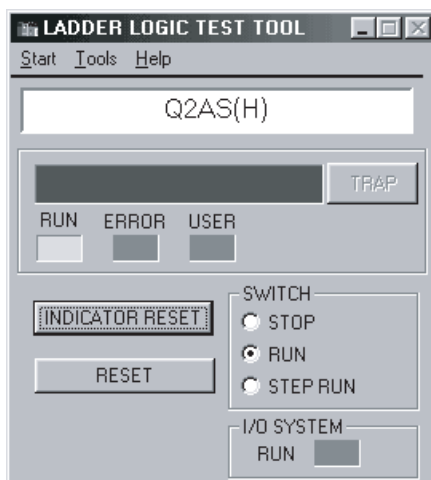 LADDER LOGIC TEST TOOL
Start Tools Help
Q2AS(H)
TRAP
RUN ERROR USER
INDICATOR RESET
RESET
SWITCH
STOP
RUN
STEP RUN
I/O SYSTEM
RUN